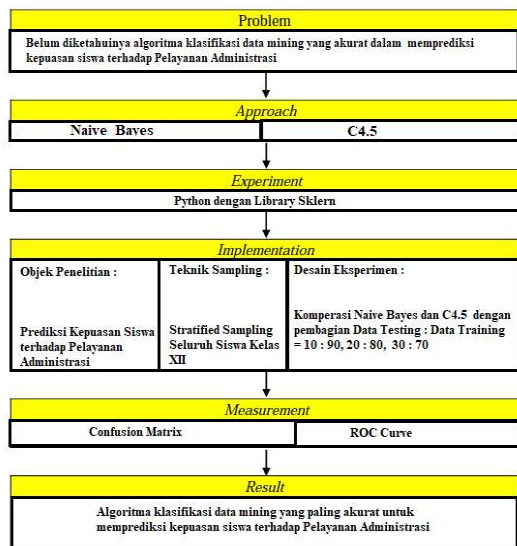 Problem
Belum diketahuinya algoritma klasifikasi data mining yang akurat dalam memprediksi
kepuasan siswa terhadap Pelayanan Administrasi
Approach
Naive Bayes
C4.5
Experiment
Python dengan Library Sklern
Implementation
Objek Penelitian :
Prediksi Kepuasan Siswa
terhadap Pelayanan
Administrasi
Teknik Sampling :
Stratified Sampling
Seluruh Siswa Kelas
XII
Desain Eksperimen :
Komperasi Naive Bayes dan C4.5 dengan
pembagian Data Testing : Data Training
= 10 : 90, 20 : 80, 30 : 70
Measurement
Confusion Matrix
ROC Curve
Result
Algoritma klasifikasi data mining yang paling akurat untuk
memprediksi kepuasan siswa terhadap Pelayanan Administrasi